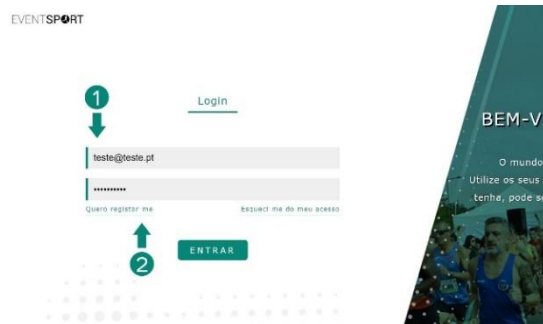 EVENTSPORT
1
Login
teste@teste.pt
••••••••••
Quero registar me
Esqueci me do meu acesso
2
ENTRAR
BEM-V
O mundo
Utilize os seus
tenha, pode s